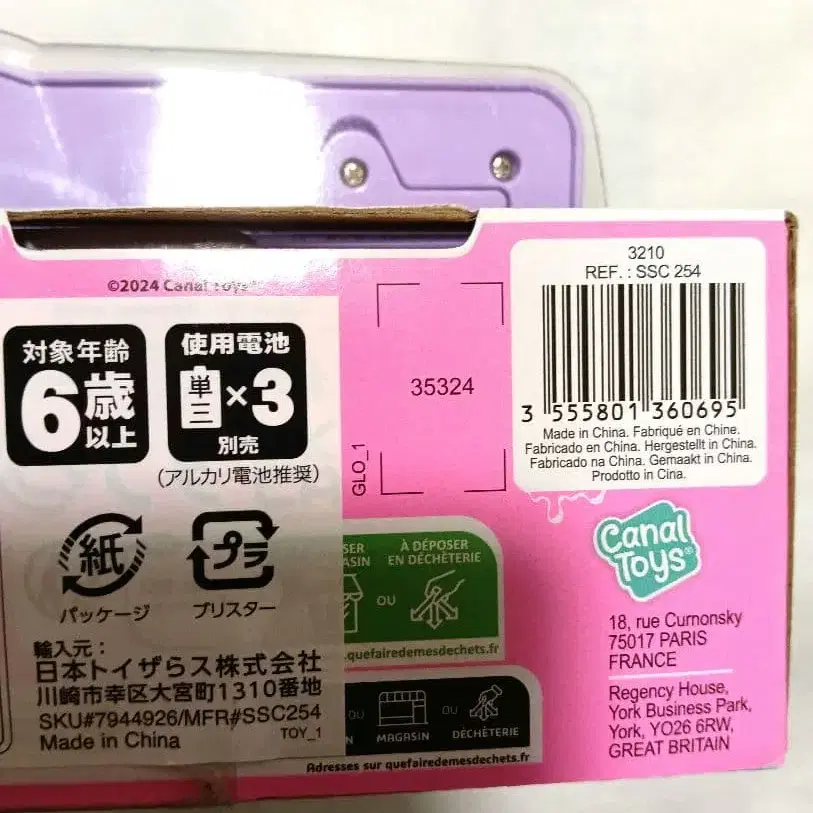 ©2024 Canal Toys
対象年齢
6歳
以上
使用電池
単三×3
別売
(アルカリ電池推奨)
紙
パッケージ
プラ
ブリスター
輸入元：
日本トイザらス株式会社
川崎市幸区大宮町1310番地
SKU#7944926/MFR#SSC254
Made in China
TOY_1
35324
GLO_1
À DÉPOSER
EN DÉCHÈTERIE
OU
.quefairedemesdechets.fr
OU
MAGASIN
OU
DÉCHÈTERIE
Adresses sur quefairedemesdechets.fr
3210
REF. : SSC 254
3 555801 360695
Made in China. Fabriqué en Chine.
Fabricado en China. Hergestellt in China.
Fabricado na China. Gemaakt in China.
Prodotto in Cina.
Canal
Toys®
18, rue Curnonsky
75017 PARIS
FRANCE
Regency House,
York Business Park,
York, YO26 6RW,
GREAT BRITAIN